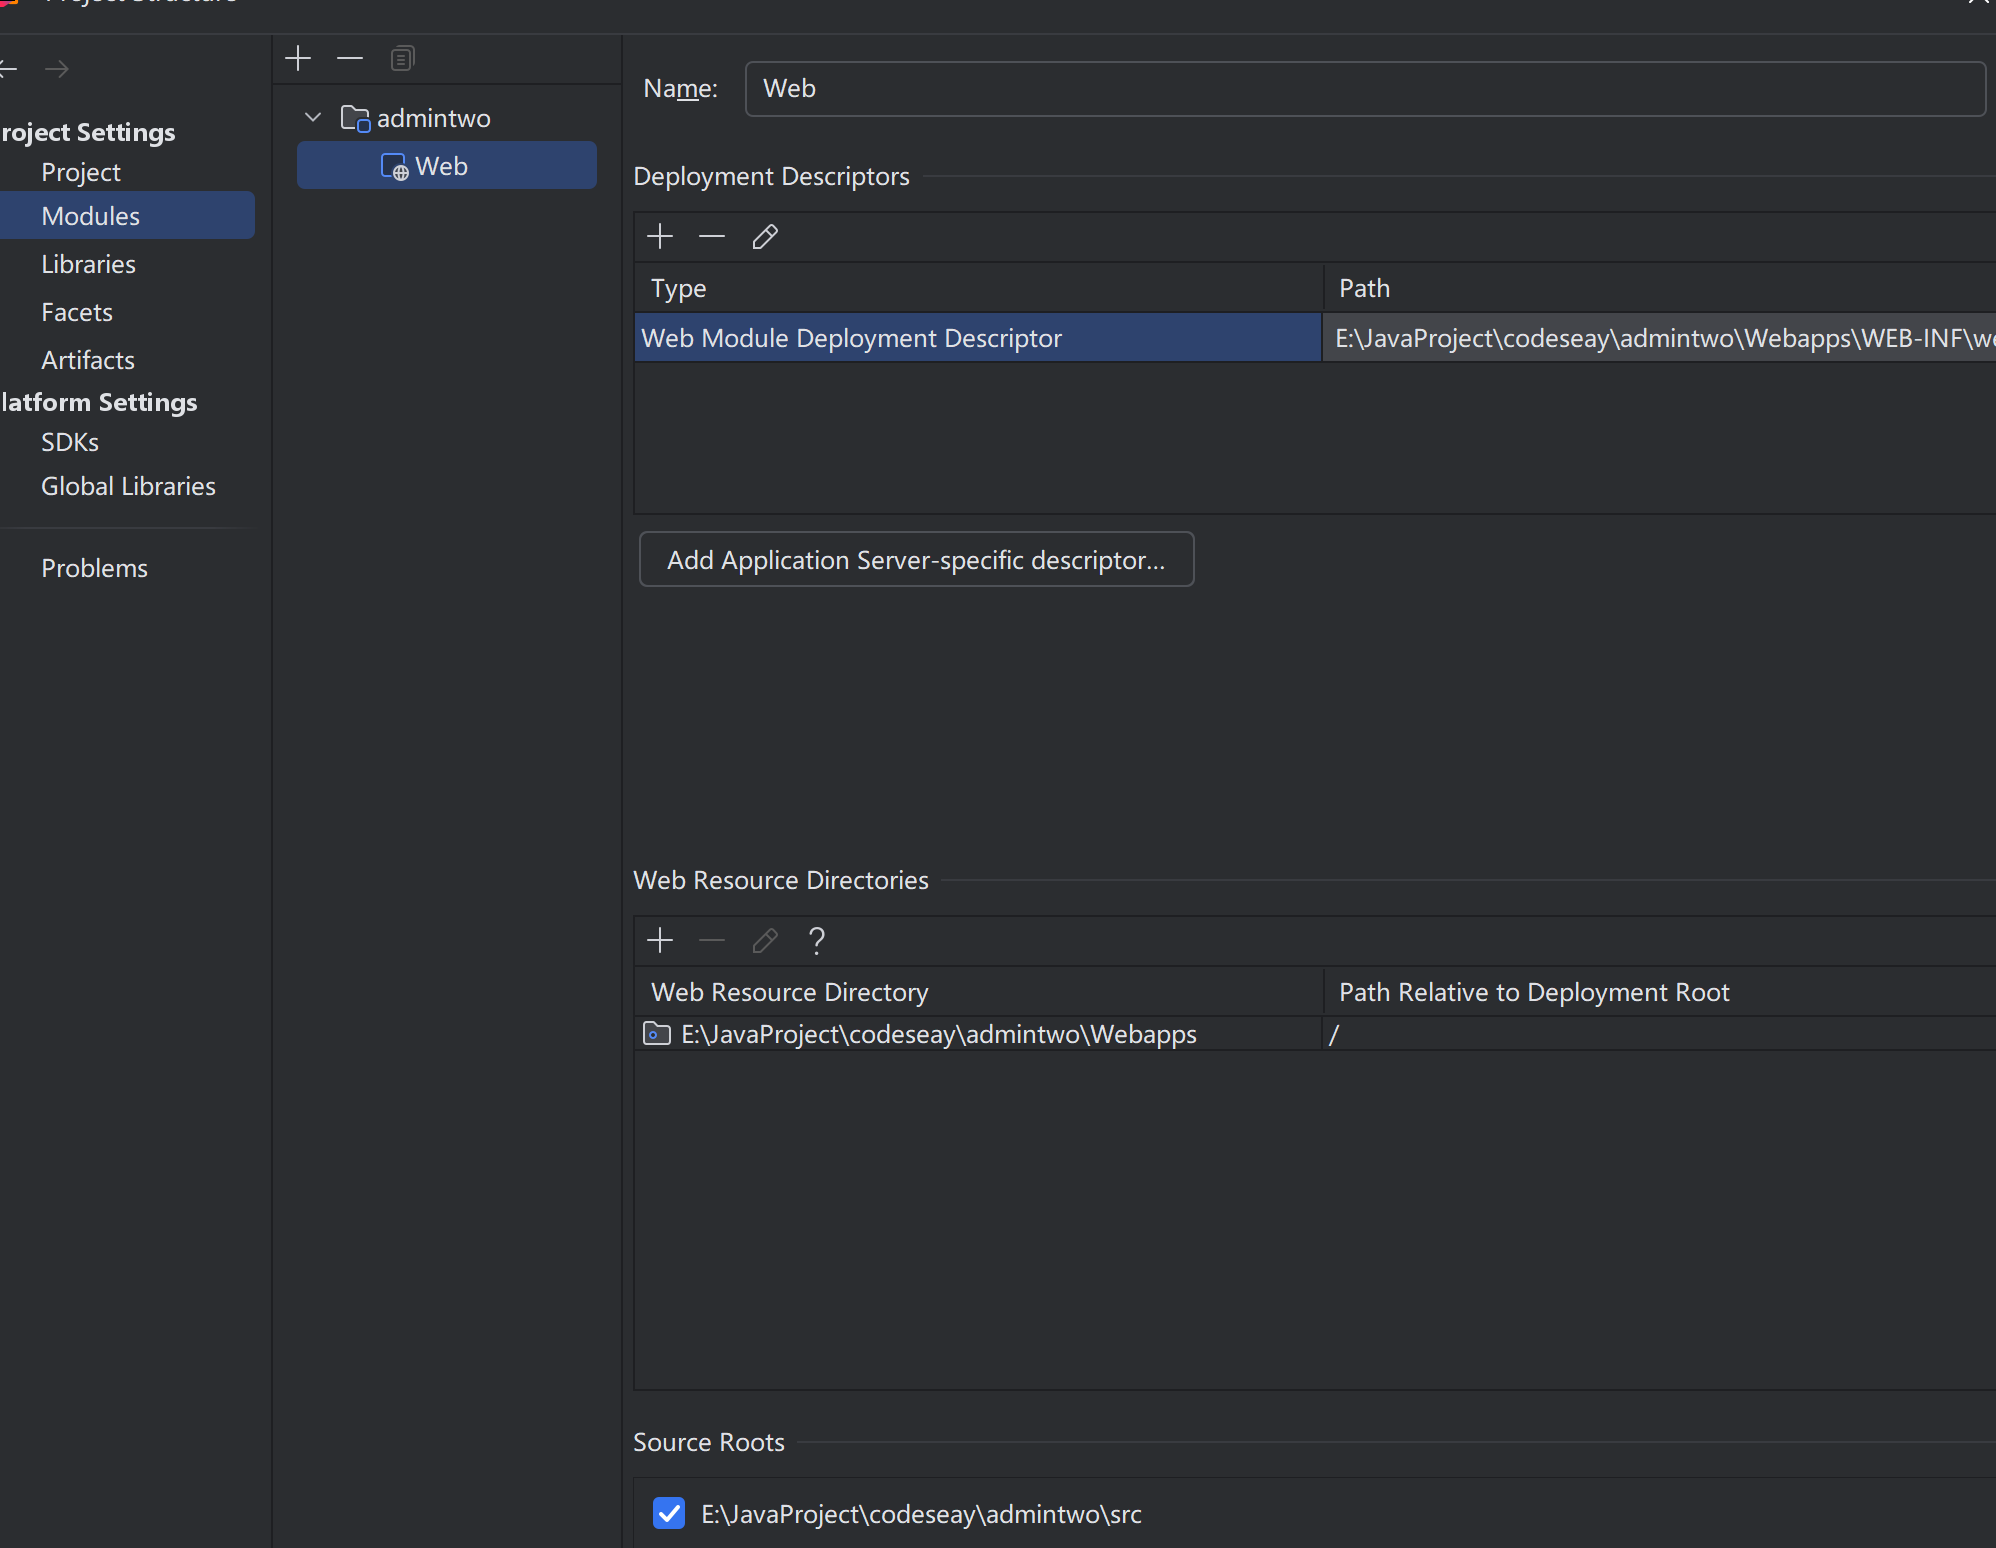 Project Structure
roject Settings
Project
Modules
Libraries
Facets
Artifacts
latform Settings
SDKs
Global Libraries
Problems
admintwo
Web
Name: Web
Deployment Descriptors
Type Path
Web Module Deployment Descriptor E:\JavaProject\codeseay\admintwo\Webapps\WEB-INF\we
Add Application Server-specific descriptor...
Web Resource Directories
?
Web Resource Directory Path Relative to Deployment Root
E:\JavaProject\codeseay\admintwo\Webapps /
Source Roots
E:\JavaProject\codeseay\admintwo\src